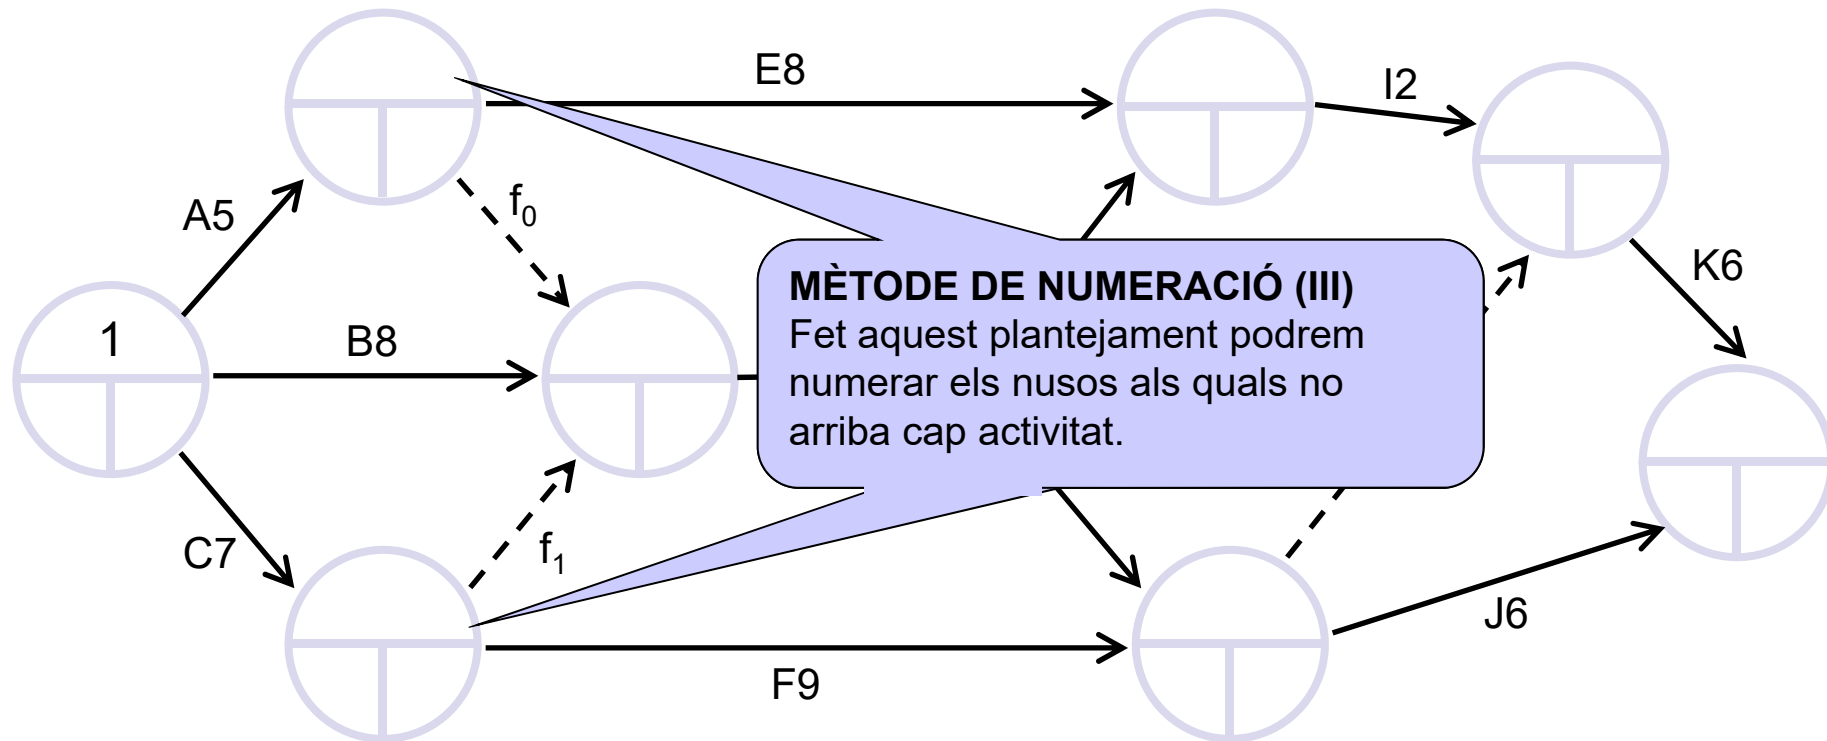 E8
I2
A5
f0
K6
1
B8
MÈTODE DE NUMERACIÓ (III)
Fet aquest plantejament podrem
numerar els nusos als quals no
arriba cap activitat.
C7
f1
J6
F9